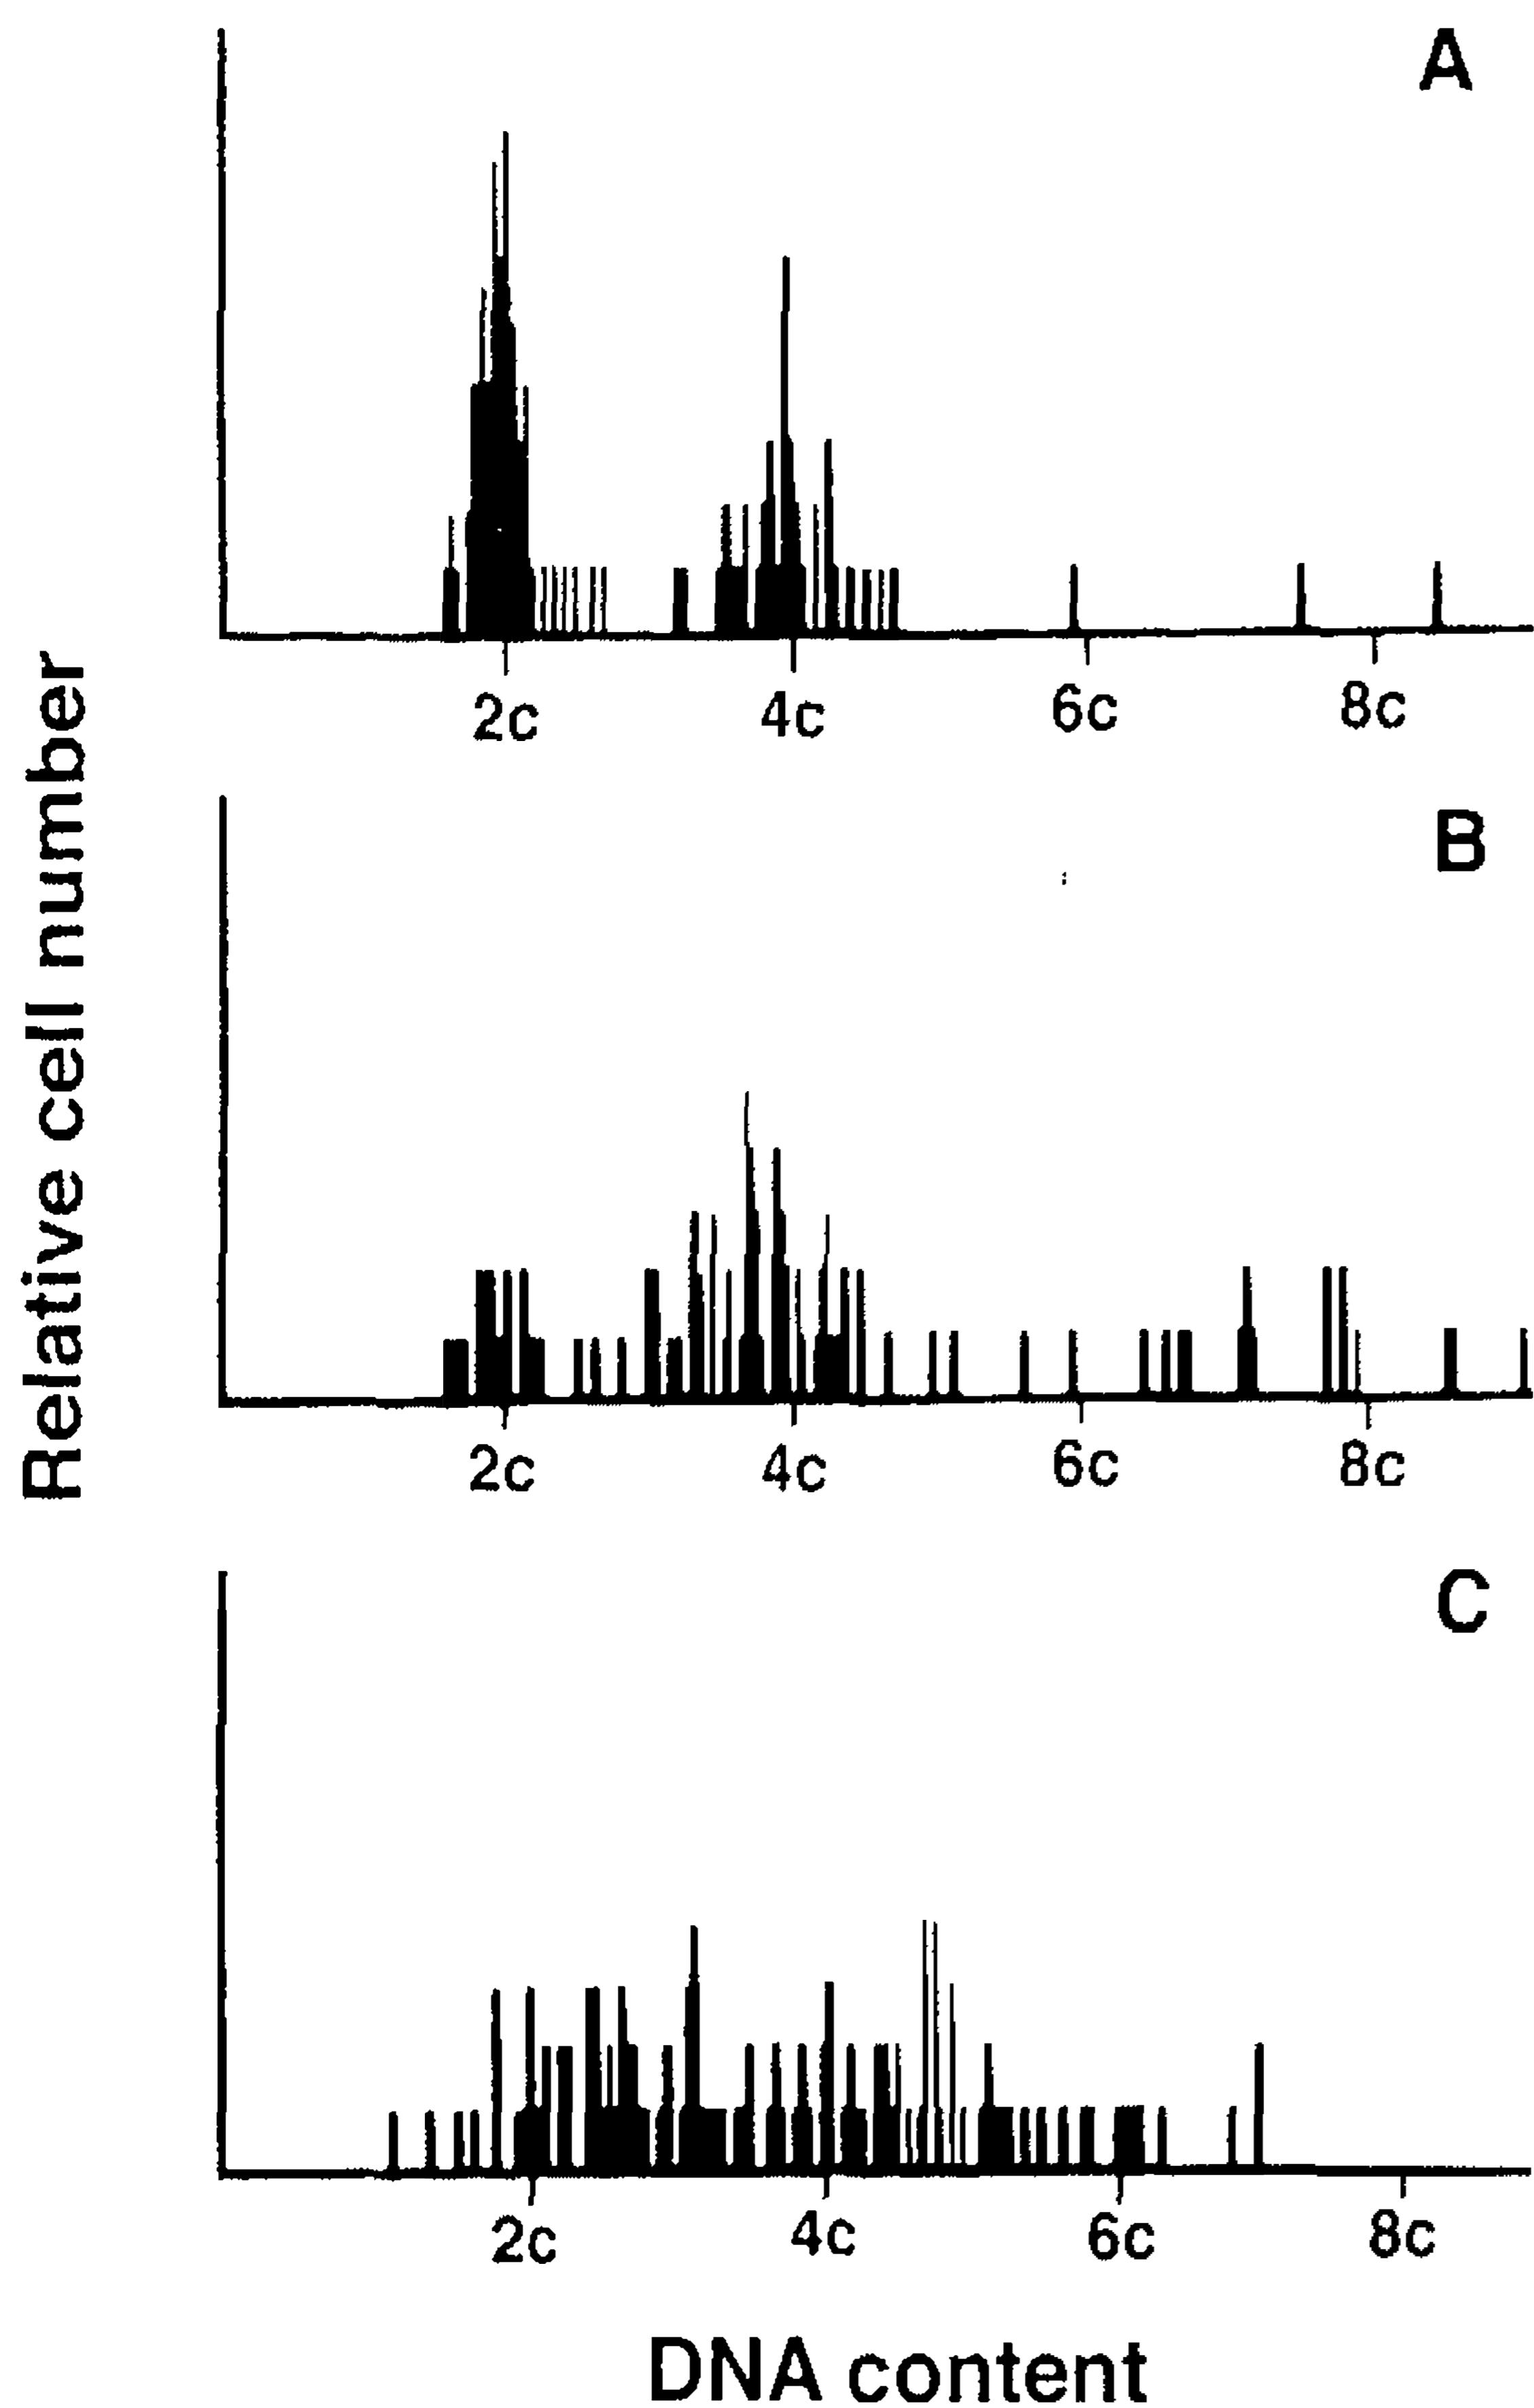 A
2c 4c 6c 8c
Relative cell number
B
2c 4c 6c 8c
C
2c 4c 6c 8c
DNA content